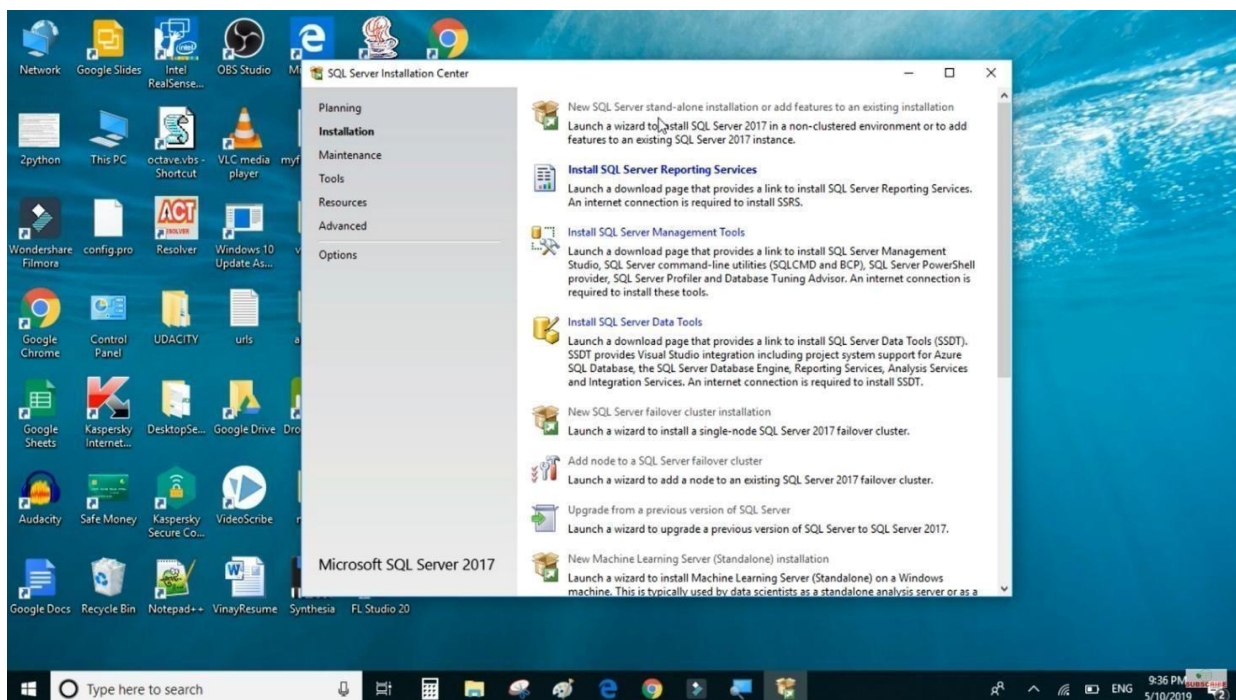 Network
Google Slides
Intel
RealSense...
OBS Studio
2python
This PC
octave.vbs -
Shortcut
VLC media
player
Wondershare
Filmora
config.pro
Resolver
Windows 10
Update As...
Google
Chrome
Control
Panel
UDACITY
urls
Google
Sheets
Kaspersky
Internet...
DesktopSe...
Google Drive
Audacity
Safe Money
Kaspersky
Secure Co...
VideoScribe
Google Docs
Recycle Bin
Notepad++
VinayResume
Synthesia
FL Studio 20
SQL Server Installation Center
Planning
Installation
Maintenance
Tools
Resources
Advanced
Options
Microsoft SQL Server 2017
New SQL Server stand-alone installation or add features to an existing installation
Launch a wizard to install SQL Server 2017 in a non-clustered environment or to add
features to an existing SQL Server 2017 instance.
Install SQL Server Reporting Services
Launch a download page that provides a link to install SQL Server Reporting Services.
An internet connection is required to install SSRS.
Install SQL Server Management Tools
Launch a download page that provides a link to install SQL Server Management
Studio, SQL Server command-line utilities (SQLCMD and BCP), SQL Server PowerShell
provider, SQL Server Profiler and Database Tuning Advisor. An internet connection is
required to install these tools.
Install SQL Server Data Tools
Launch a download page that provides a link to install SQL Server Data Tools (SSDT).
SSDT provides Visual Studio integration including project system support for Azure
SQL Database, the SQL Server Database Engine, Reporting Services, Analysis Services
and Integration Services. An internet connection is required to install SSDT.
New SQL Server failover cluster installation
Launch a wizard to install a single-node SQL Server 2017 failover cluster.
Add node to a SQL Server failover cluster
Launch a wizard to add a node to an existing SQL Server 2017 failover cluster.
Upgrade from a previous version of SQL Server
Launch a wizard to upgrade a previous version of SQL Server to SQL Server 2017.
New Machine Learning Server (Standalone) installation
Launch a wizard to install Machine Learning Server (Standalone) on a Windows
machine. This is typically used by data scientists as a standalone analysis server or as a
Type here to search
ENG
9:36 PM
5/10/2019
SUBSCRIBE
2